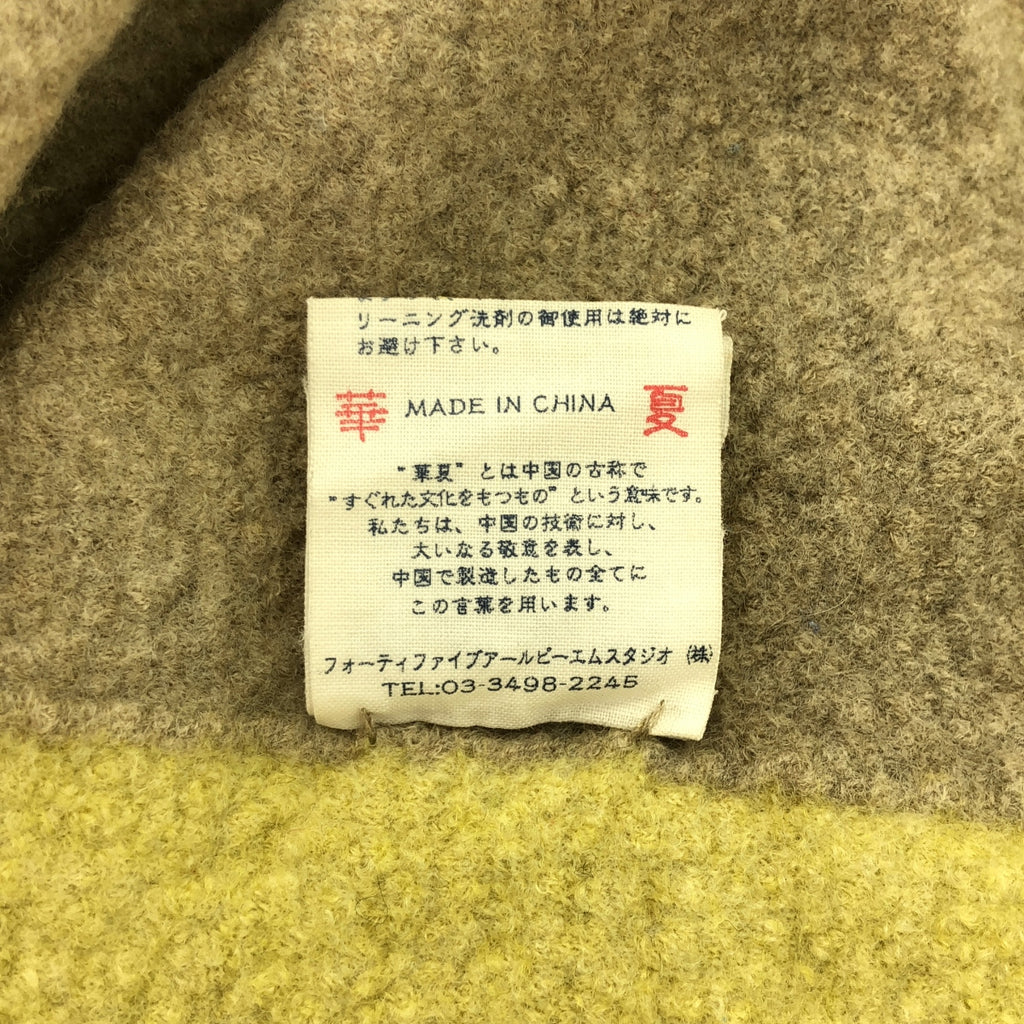 リーニング洗剤の御使用は絶対に
お避け下さい。
華 MADE IN CHINA 夏
“華夏”とは中国の古称で
“すぐれた文化をもつもの”という意味です。
私たちは、中国の技術に対し、
大いなる敬意を表し、
中国で製造したもの全てに
この言葉を用います。
フォーティファイブアールピーエムスタジオ㈱
TEL:03-3498-2245